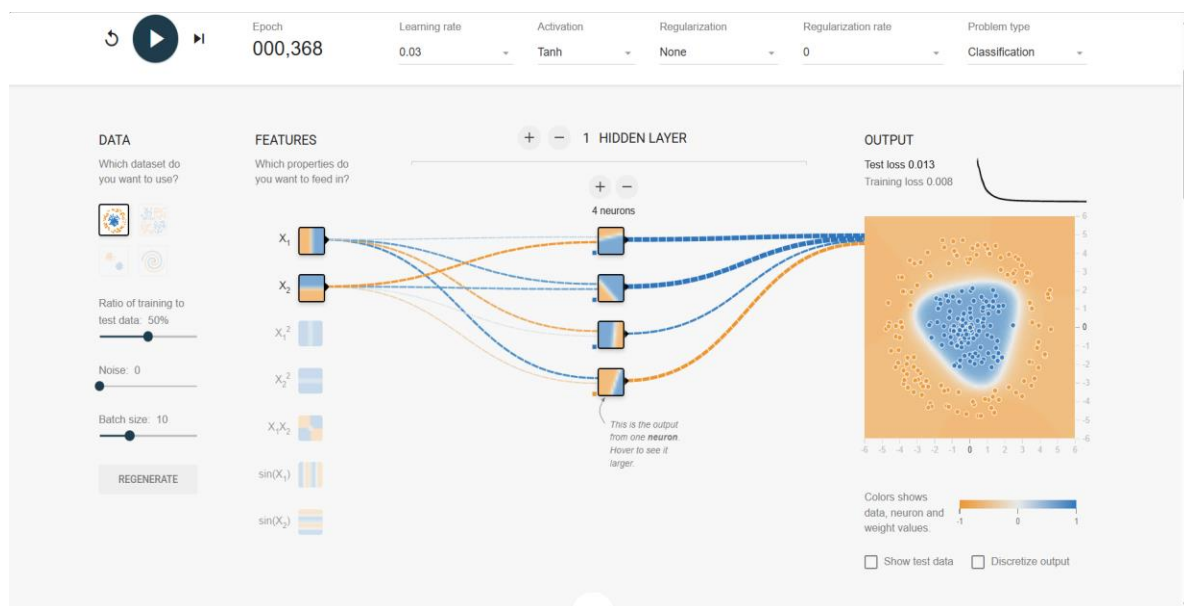 Epoch
000,368
Learning rate
0.03
Activation
Tanh
Regularization
None
Regularization rate
0
Problem type
Classification
DATA
Which dataset do
you want to use?
Ratio of training to
test data: 50%
Noise: 0
Batch size: 10
REGENERATE
FEATURES
Which properties do
you want to feed in?
X₁
X₂
X₁²
X₂²
X₁X₂
sin(X₁)
sin(X₂)
+ − 1 HIDDEN LAYER
+ −
4 neurons
This is the output
from one neuron.
Hover to see it
larger.
OUTPUT
Test loss 0.013
Training loss 0.008
6
5
4
3
2
1
0
-1
-2
-3
-4
-5
-6
-6 -5 -4 -3 -2 -1 0 1 2 3 4 5 6
Colors shows
data, neuron and
weight values.
-1 0 1
Show test data
Discretize output